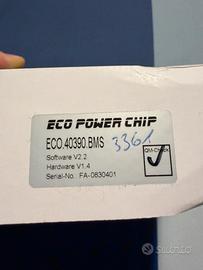 ECO POWER CHIP
ECO.40390.BMS
3361
QM-Check
Software V2.2
Hardware V1.4
Serial-No. FA-0830401
Subito